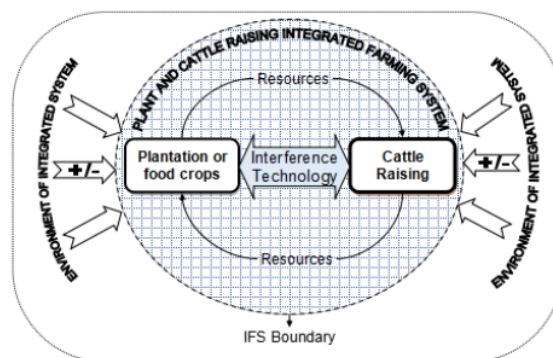 PLANT AND CATTLE RAISING INTEGRATED FARMING SYSTEM
Resources
ENVIRONMENT OF INTEGRATED SYSTEM
+/-
Plantation or
food crops
Interference
Technology
Cattle
Raising
+/-
ENVIRONMENT OF INTEGRATED SYSTEM
Resources
IFS Boundary